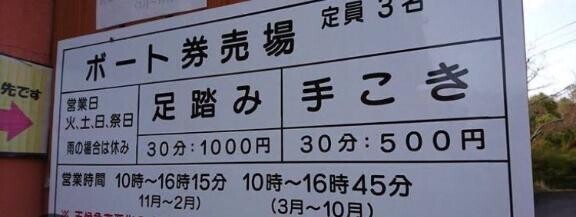 ボート券売場 定員 3名
営業日
火、土、日、祭日
雨の場合は休み
足踏み
30分:1000円
手こき
30分:500円
営業時間 10時～16時15分 10時～16時45分
11月～2月) (3月～10月)
先です